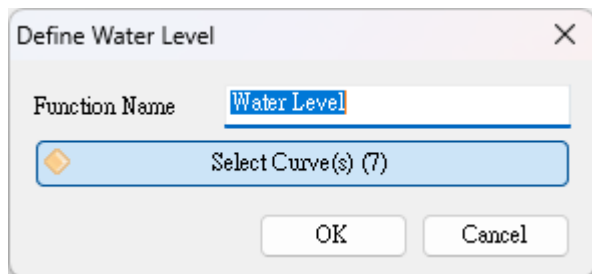 Define Water Level
Function Name Water Level
Select Curve(s) (7)
OK Cancel